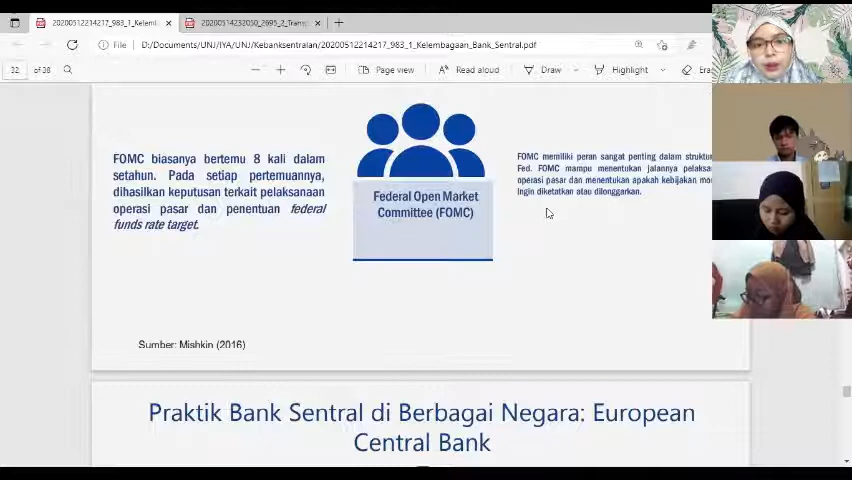 20200512214217_983_1_Kelemb
20200514232050_2695_2_Trans
File
D:/Documents/UNJ/IYA/UNJ/Kebanksentralan/20200512214217_983_1_Kelembagaan_Bank_Sentral.pdf
32 of 38
Page view
Read aloud
Draw
Highlight
FOMC biasanya bertemu 8 kali dalam
setahun. Pada setiap pertemuannya,
dihasilkan keputusan terkait pelaksanaan
operasi pasar dan penentuan federal
funds rate target.
Federal Open Market
Committee (FOMC)
FOMC memiliki peran sangat penting dalam struktur
Fed. FOMC mampu menentukan jalannya
operasi pasar dan menentukan apakah kebijakan
ingin diketatkan atau dilonggarkan.
Sumber: Mishkin (2016)
Praktik Bank Sentral di Berbagai Negara: European
Central Bank